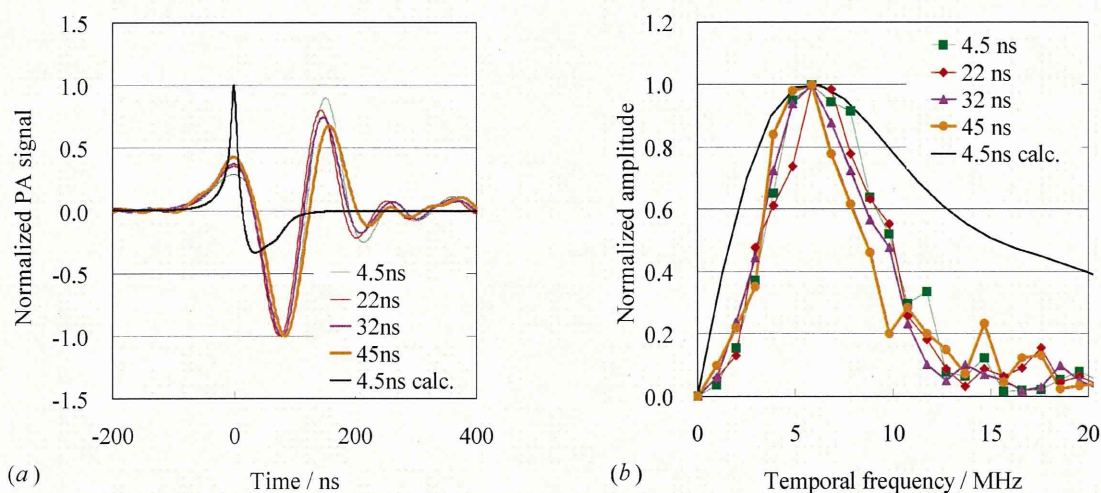 1.5
1.0
0.5
0.0
-0.5
-1.0
-1.5
Normalized PA signal
-200
0
200
400
Time / ns
4.5ns
22ns
32ns
45ns
4.5ns calc.
(a)
1.2
1.0
0.8
0.6
0.4
0.2
0.0
Normalized amplitude
0
5
10
15
20
Temporal frequency / MHz
4.5 ns
22 ns
32 ns
45 ns
4.5ns calc.
(b)